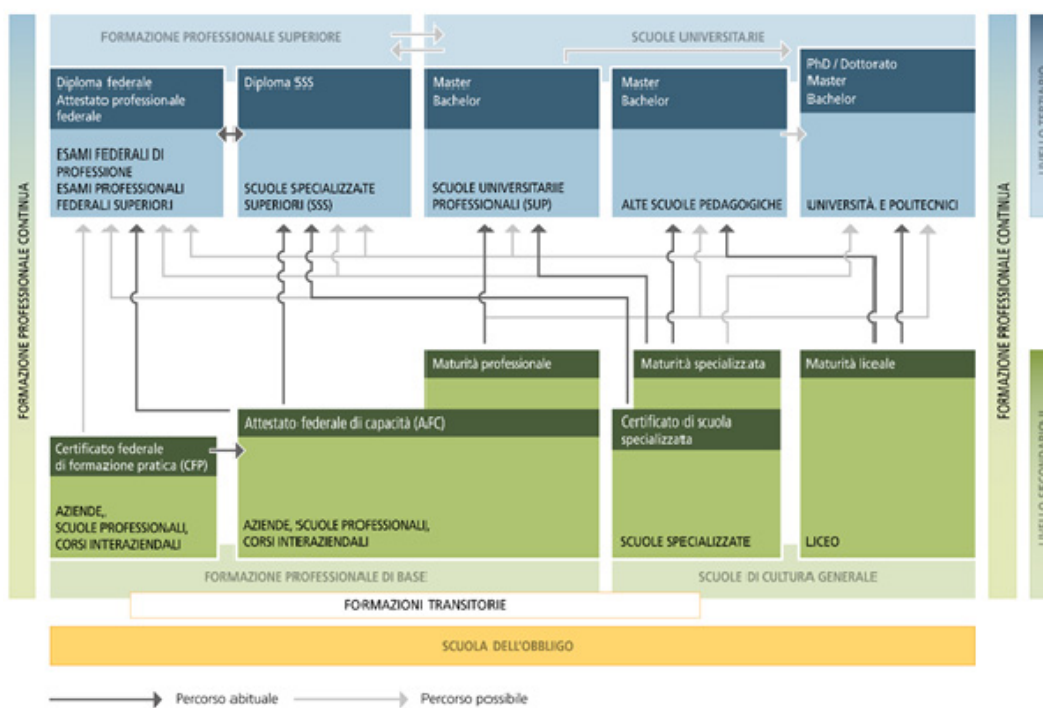 FORMAZIONE PROFESSIONALE SUPERIORE
SCUOLE UNIVERSITARIE
Diploma federale
Attestato professionale
federale
ESAMI FEDERALI DI
PROFESSIONE
ESAMI PROFESSIONALI
FEDERALI SUPERIORI
Diploma SSS
SCUOLE SPECIALIZZATE
SUPERIORI (SSS)
Master
Bachelor
SCUOLE UNIVERSITARIE
PROFESSIONALI (SUP)
Master
Bachelor
ALTE SCUOLE PEDAGOGICHE
PhD / Dottorato
Master
Bachelor
UNIVERSITÀ E POLITECNICI
FORMAZIONE PROFESSIONALE CONTINUA
FORMAZIONE PROFESSIONALE CONTINUA
LIVELLO TERTIARIO
LIVELLO SECONDARIO II
Maturità professionale
Maturità specializzata
Maturità liceale
Attestato federale di capacità (AFC)
Certificato di scuola
specializzata
Certificato federale
di formazione pratica (CFP)
AZIENDE,
SCUOLE PROFESSIONALI,
CORSI INTERAZIENDALI
AZIENDE, SCUOLE PROFESSIONALI,
CORSI INTERAZIENDALI
SCUOLE SPECIALIZZATE
LICEO
FORMAZIONE PROFESSIONALE DI BASE
SCUOLE DI CULTURA GENERALE
FORMAZIONI TRANSITORIE
SCUOLA DELL'OBBLIGO
Percorso abituale
Percorso possibile